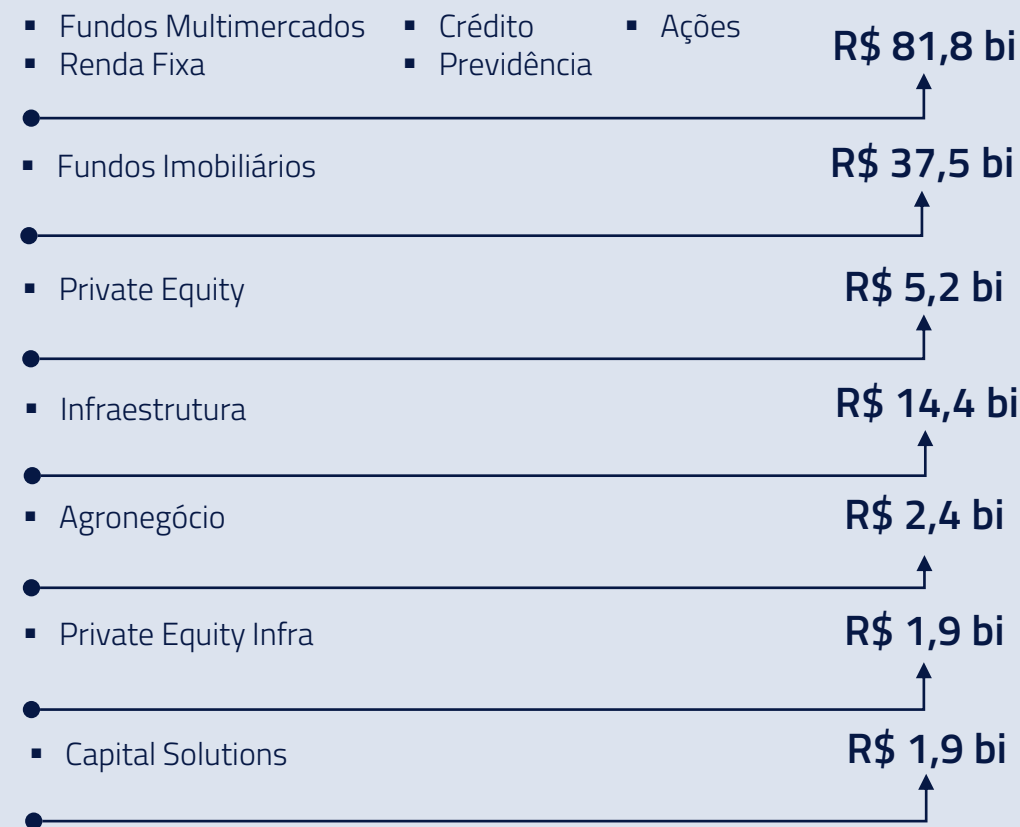 ▪ Fundos Multimercados ▪ Crédito ▪ Ações
R$ 81,8 bi
▪ Renda Fixa ▪ Previdência
▪ Fundos Imobiliários R$ 37,5 bi
▪ Private Equity R$ 5,2 bi
▪ Infraestrutura R$ 14,4 bi
▪ Agronegócio R$ 2,4 bi
▪ Private Equity Infra R$ 1,9 bi
▪ Capital Solutions R$ 1,9 bi